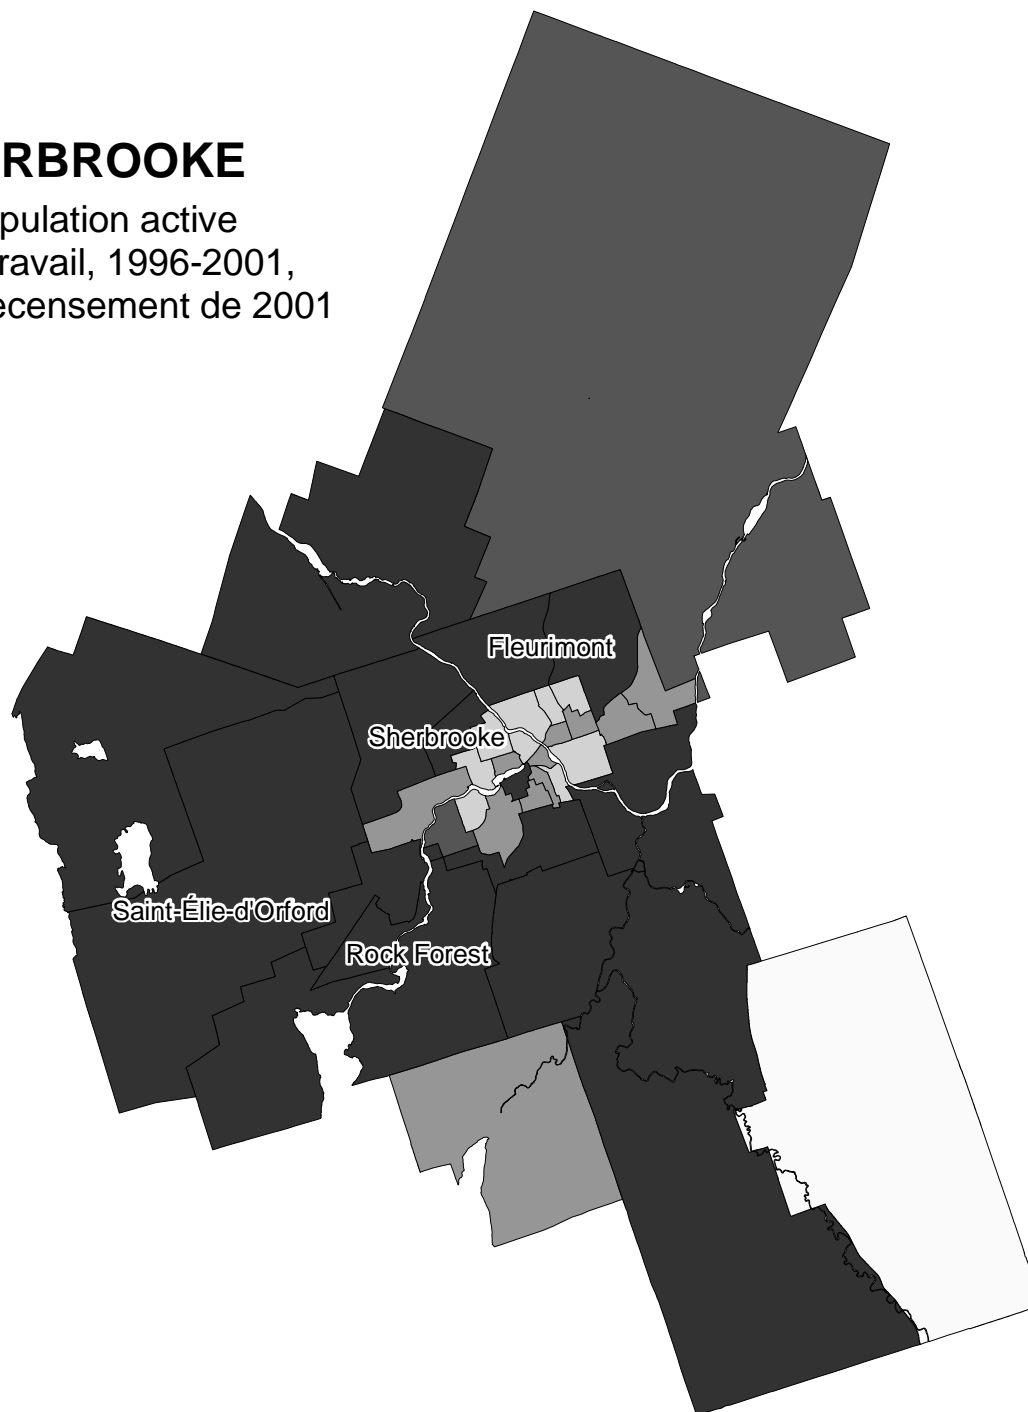 RBROOKE
pulation active
ravail, 1996-2001,
ecensement de 2001
Fleurimont
Sherbrooke
Saint-Élie-d'Orford
Rock Forest